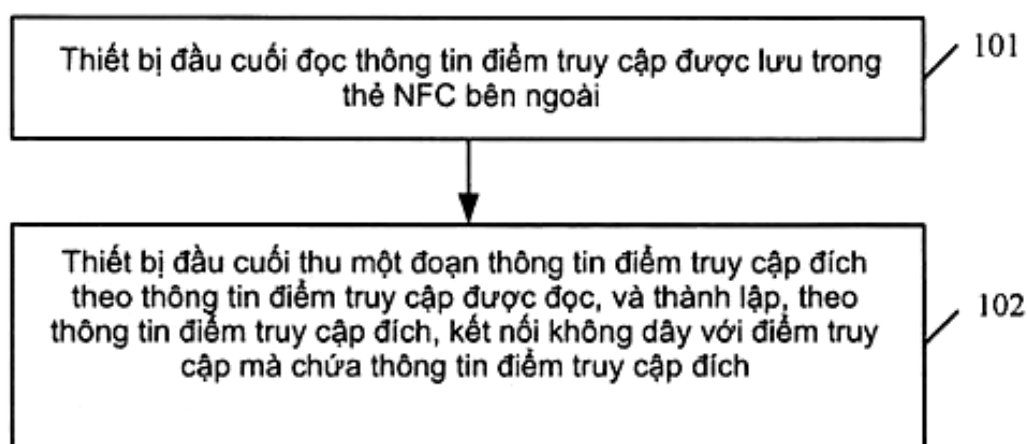 Thiết bị đầu cuối đọc thông tin điểm truy cập được lưu trong
thẻ NFC bên ngoài
101
Thiết bị đầu cuối thu một đoạn thông tin điểm truy cập đích
theo thông tin điểm truy cập được đọc, và thành lập, theo
thông tin điểm truy cập đích, kết nối không dây với điểm truy
cập mà chứa thông tin điểm truy cập đích
102